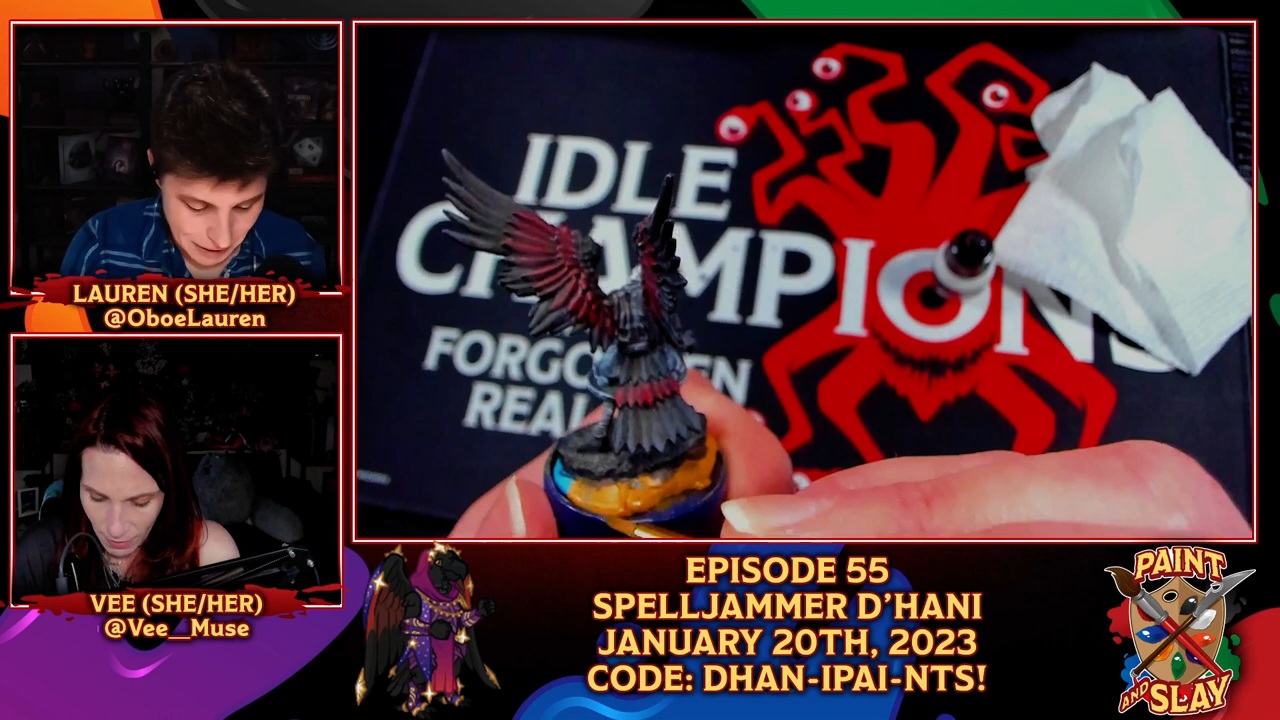 LAUREN (SHE/HER)
@OboeLauren
VEE (SHE/HER)
@Vee__Muse
IDLE
CHAMPIONS
FORGOTTEN
REAL
EPISODE 55
SPELLJAMMER D'HANI
JANUARY 20TH, 2023
CODE: DHAN-IPAI-NTS!
PAINT
AND SLAY